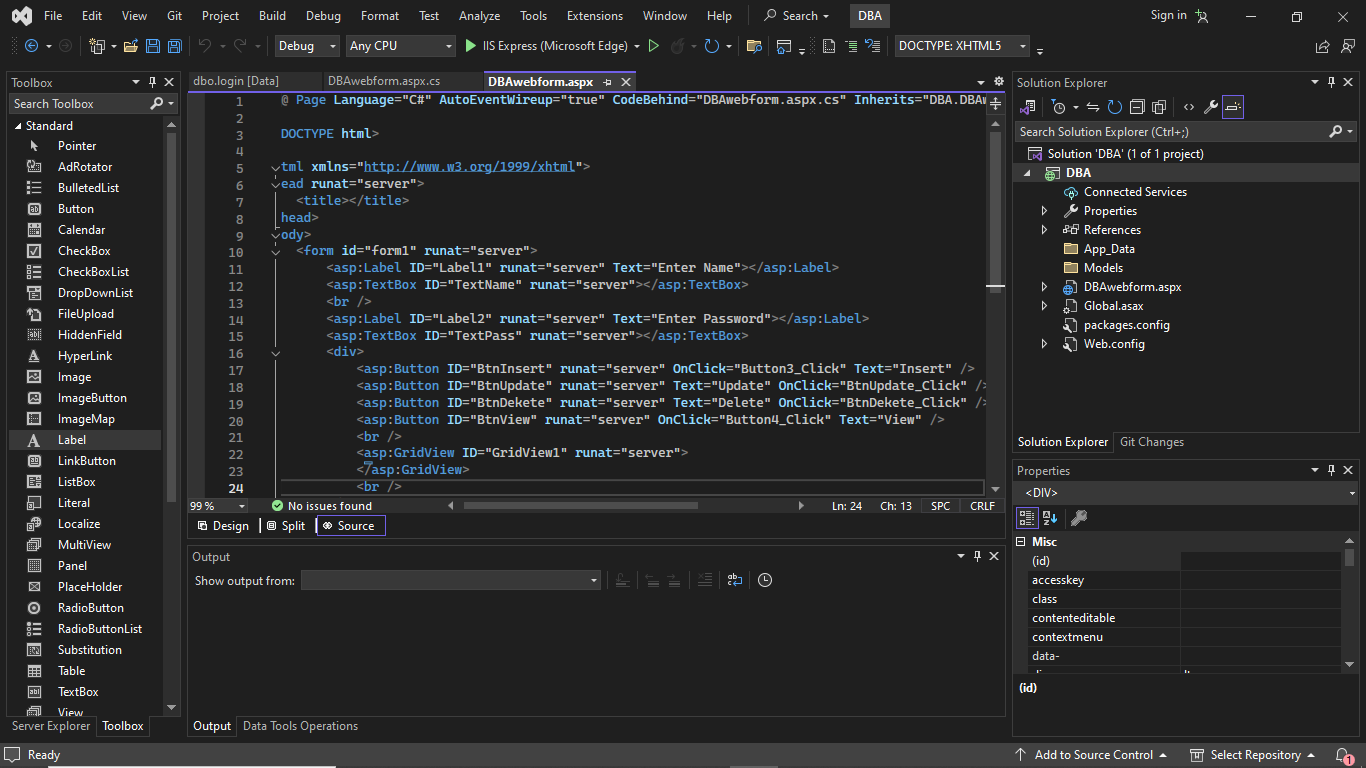 File Edit View Git Project Build Debug Format Test Analyze Tools Extensions Window Help Search DBA Sign in
Debug Any CPU IIS Express (Microsoft Edge) DOCTYPE: XHTML5
Toolbox
Search Toolbox
Standard
Pointer
AdRotator
BulletedList
Button
Calendar
CheckBox
CheckBoxList
DropDownList
FileUpload
HiddenField
HyperLink
Image
ImageButton
ImageMap
Label
LinkButton
ListBox
Literal
Localize
MultiView
Panel
PlaceHolder
RadioButton
RadioButtonList
Substitution
Table
TextBox
View
Server Explorer Toolbox
dbo.login [Data] DBAwebform.aspx.cs DBAwebform.aspx
1 @ Page Language="C#" AutoEventWireup="true" CodeBehind="DBAwebform.aspx.cs" Inherits="DBA.DBAw
2
3 DOCTYPE html>
4
5 tml xmlns="http://www.w3.org/1999/xhtml">
6 ead runat="server">
7 <title></title>
8 head>
9 ody>
10 <form id="form1" runat="server">
11 <asp:Label ID="Label1" runat="server" Text="Enter Name"></asp:Label>
12 <asp:TextBox ID="TextName" runat="server"></asp:TextBox>
13 <br />
14 <asp:Label ID="Label2" runat="server" Text="Enter Password"></asp:Label>
15 <asp:TextBox ID="TextPass" runat="server"></asp:TextBox>
16 <div>
17 <asp:Button ID="BtnInsert" runat="server" OnClick="Button3_Click" Text="Insert" />
18 <asp:Button ID="BtnUpdate" runat="server" Text="Update" OnClick="BtnUpdate_Click" />
19 <asp:Button ID="BtnDekete" runat="server" Text="Delete" OnClick="BtnDekete_Click" />
20 <asp:Button ID="BtnView" runat="server" OnClick="Button4_Click" Text="View" />
21 <br />
22 <asp:GridView ID="GridView1" runat="server">
23 </asp:GridView>
24 <br />
99 % No issues found Ln: 24 Ch: 13 SPC CRLF
Design Split Source
Output
Show output from:
Output Data Tools Operations
Solution Explorer
Search Solution Explorer (Ctrl+;)
Solution 'DBA' (1 of 1 project)
DBA
Connected Services
Properties
References
App_Data
Models
DBAwebform.aspx
Global.asax
packages.config
Web.config
Solution Explorer Git Changes
Properties
<DIV>
Misc
(id)
accesskey
class
contenteditable
contextmenu
data-
(id)
Ready Add to Source Control Select Repository 1